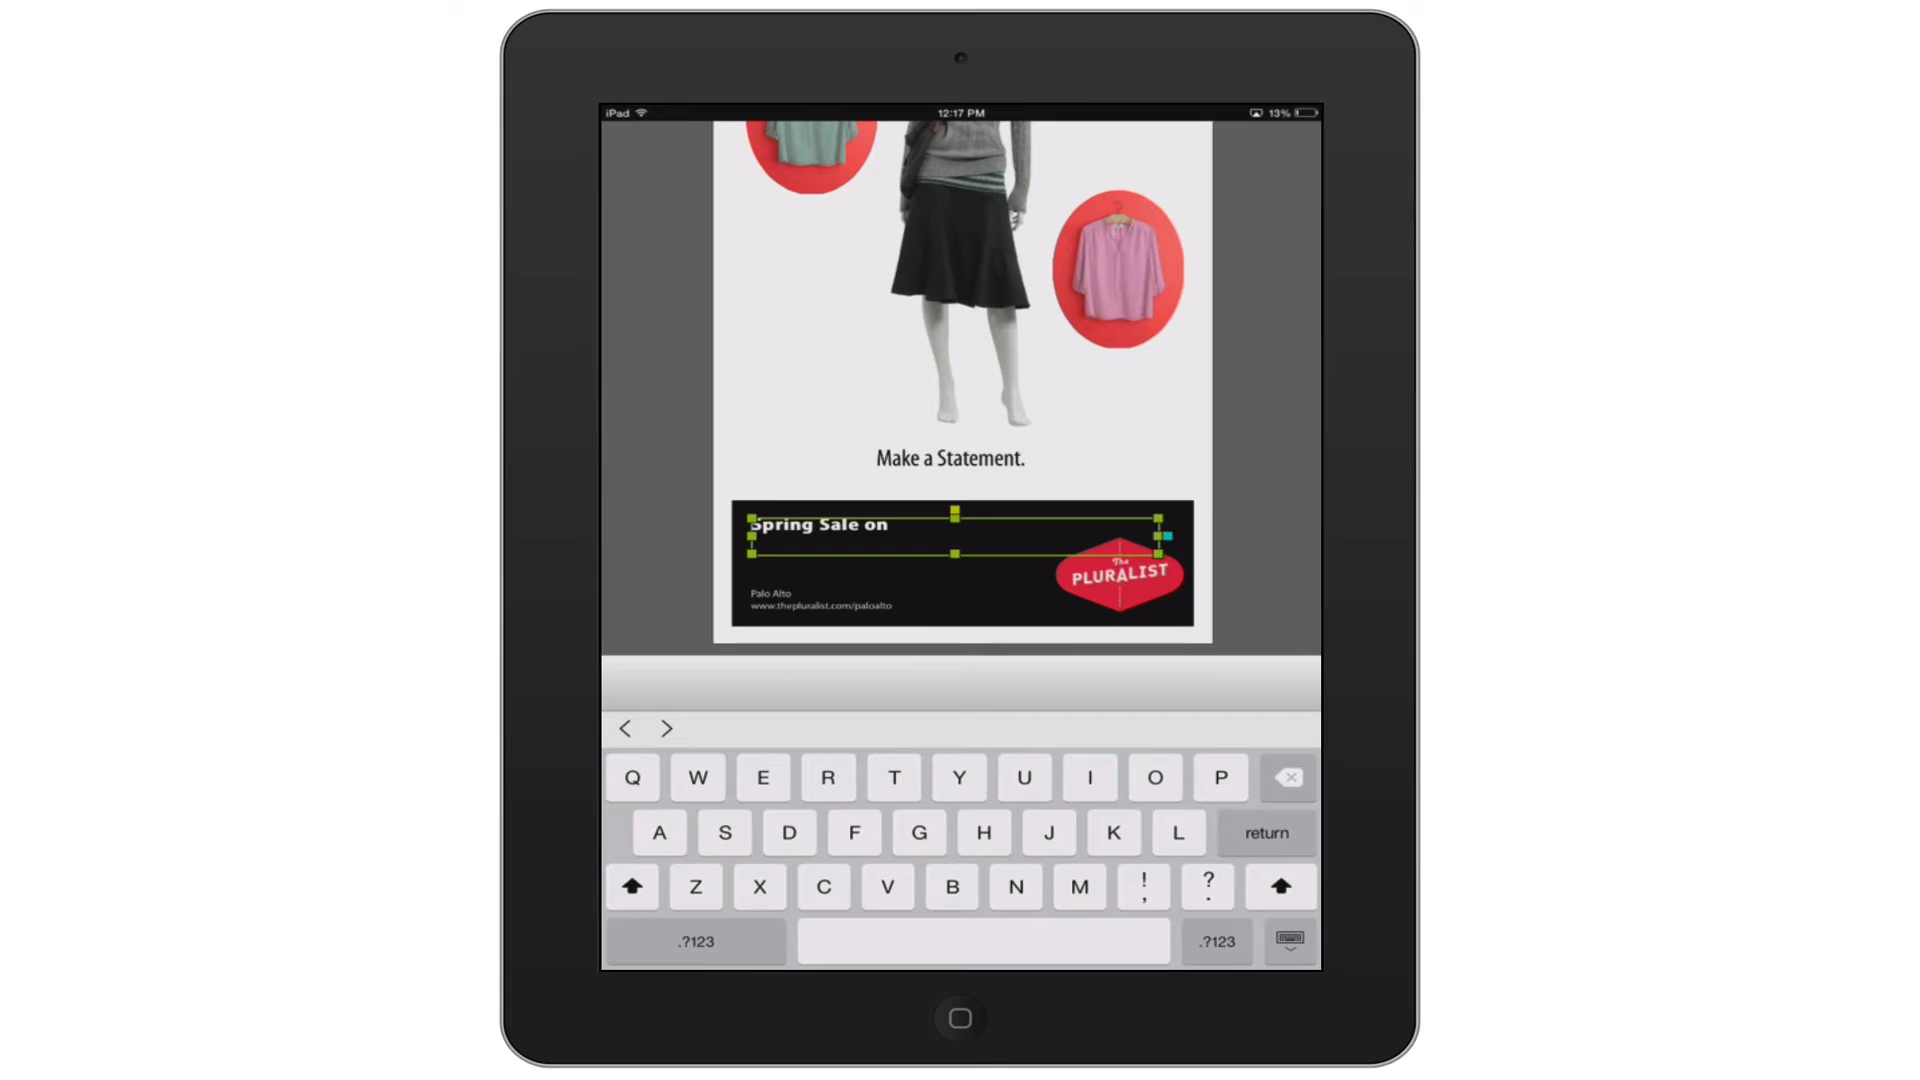 iPad
12:17 PM
13%
Make a Statement.
Spring Sale on
The
PLURALIST
Palo Alto
www.thepluralist.com/paloalto
Q W E R T Y U I O P
A S D F G H J K L return
Z X C V B N M ! , ? .
.?123 .?123